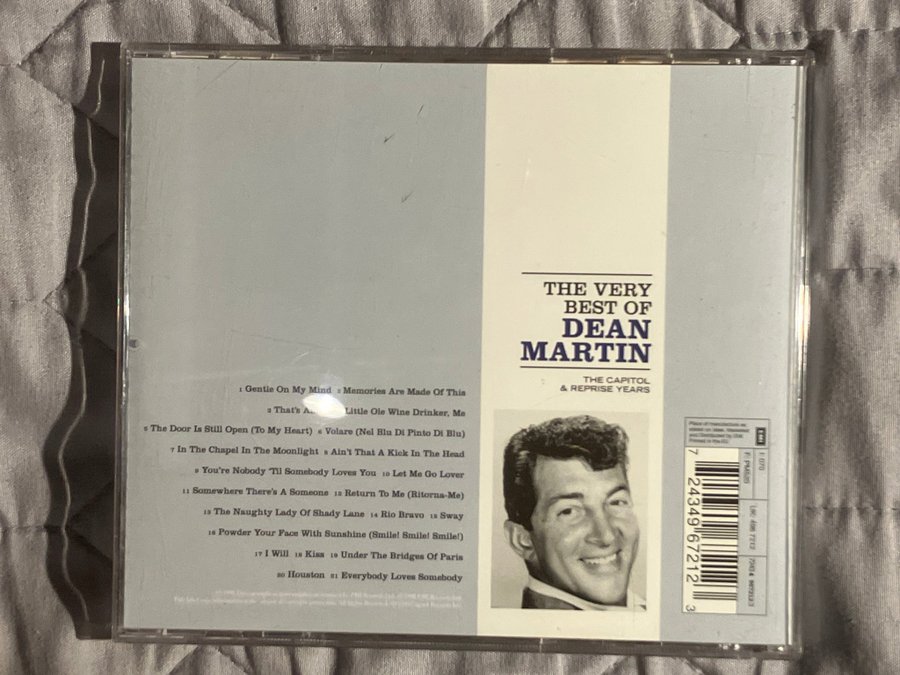 1 Gentle On My Mind 2 Memories Are Made Of This
3 That's Little Ole Wine Drinker, Me
5 The Door Is Still Open (To My Heart) 6 Volare (Nel Blu Di Pinto Di Blu)
7 In The Chapel In The Moonlight 8 Ain't That A Kick In The Head
9 You're Nobody 'Til Somebody Loves You 10 Let Me Go Lover
11 Somewhere There's A Someone 12 Return To Me (Ritorna-Me)
13 The Naughty Lady Of Shady Lane 14 Rio Bravo 15 Sway
16 Powder Your Face With Sunshine (Smile! Smile! Smile!)
17 I Will 18 Kiss 19 Under The Bridges Of Paris
20 Houston 21 Everybody Loves Somebody
THE VERY
BEST OF
DEAN
MARTIN
THE CAPITOL
& REPRISE YEARS
EMI
7 24349 67212 3